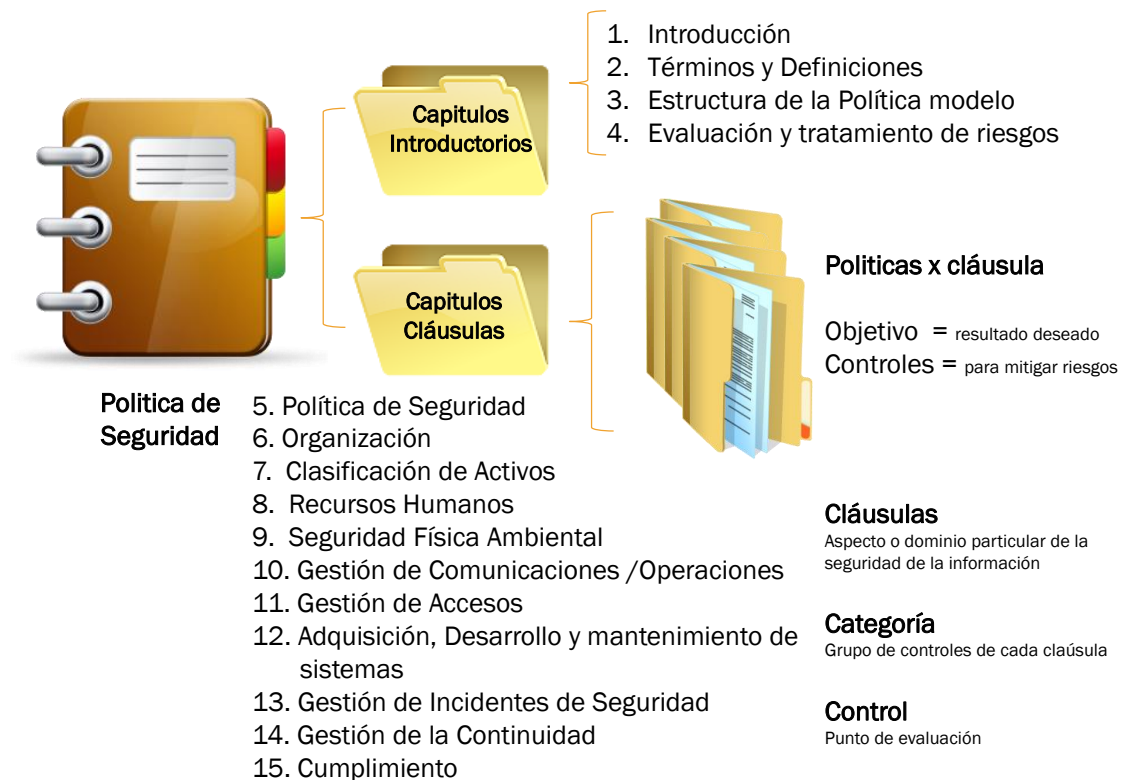 1. Introducción
2. Términos y Definiciones
3. Estructura de la Política modelo
4. Evaluación y tratamiento de riesgos
Capitulos
Introductorios
Capitulos
Cláusulas
Politicas x cláusula
Objetivo = resultado deseado
Controles = para mitigar riesgos
Politica de
Seguridad
5. Política de Seguridad
6. Organización
7. Clasificación de Activos
8. Recursos Humanos
9. Seguridad Física Ambiental
10. Gestión de Comunicaciones /Operaciones
11. Gestión de Accesos
12. Adquisición, Desarrollo y mantenimiento de
sistemas
13. Gestión de Incidentes de Seguridad
14. Gestión de la Continuidad
15. Cumplimiento
Cláusulas
Aspecto o dominio particular de la
seguridad de la información
Categoría
Grupo de controles de cada claúsula
Control
Punto de evaluación